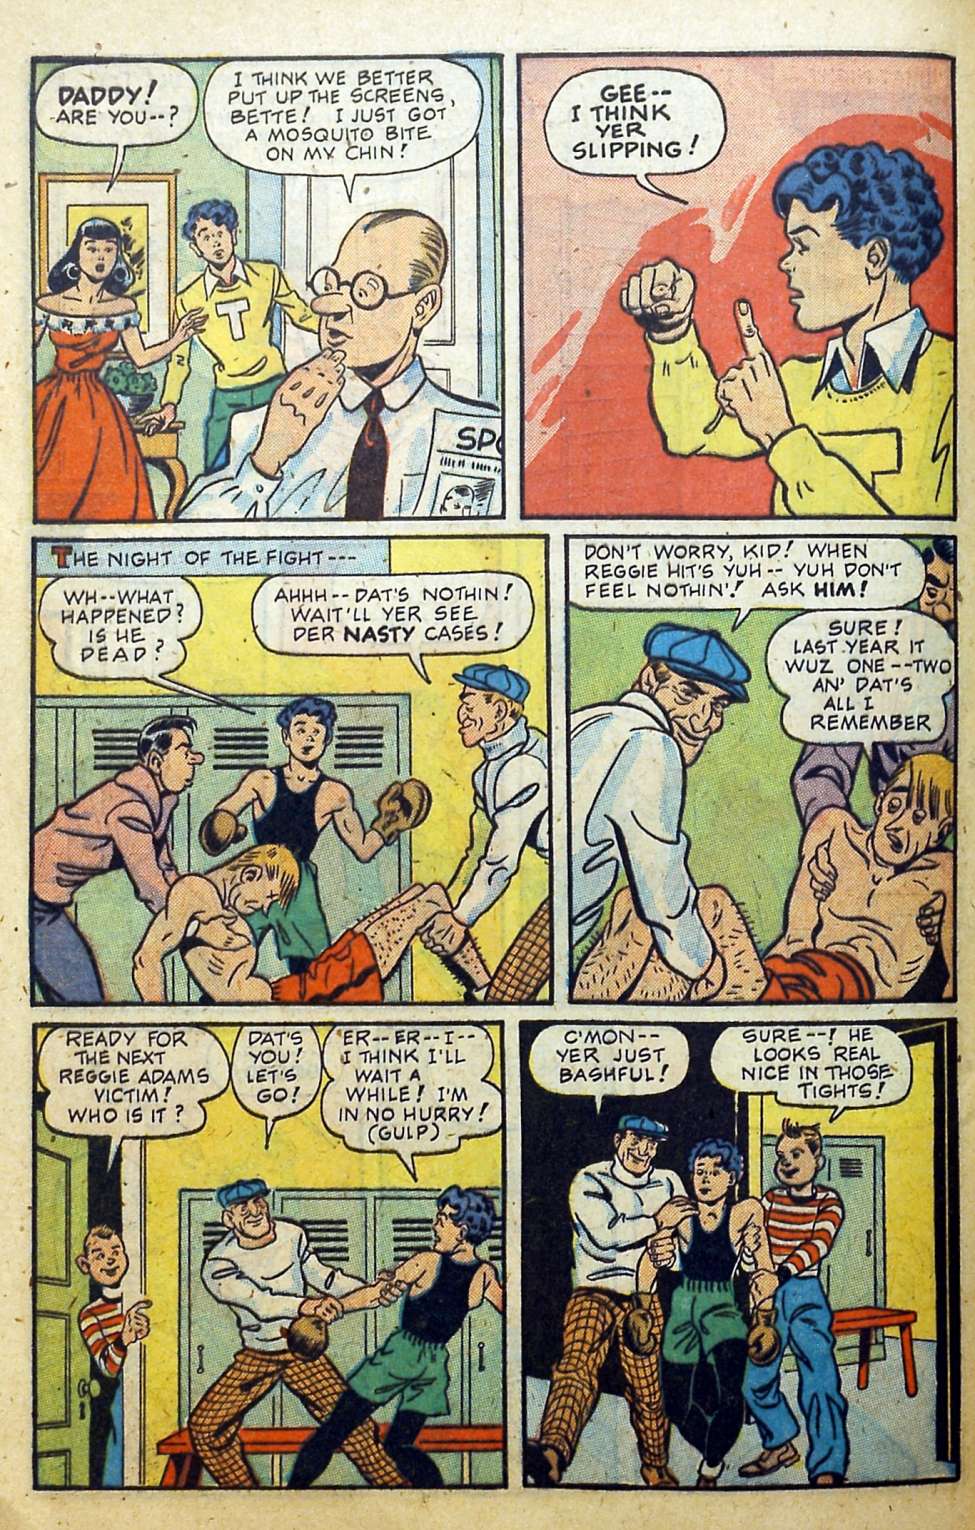 DADDY!
ARE YOU--?
I THINK WE BETTER
PUT UP THE SCREENS,
BETTE! I JUST GOT
A MOSQUITO BITE
ON MY CHIN!
T
N
SPO
GEE--
I THINK
YER
SLIPPING!
T
THE NIGHT OF THE FIGHT---
WH--WHAT
HAPPENED?
IS HE
DEAD?
AHHH--DAT'S NOTHIN!
WAIT'LL YER SEE
DER NASTY CASES!
DON'T WORRY, KID! WHEN
REGGIE HIT'S YUH--YUH DON'T
FEEL NOTHIN'! ASK HIM!
SURE!
LAST YEAR IT
WUZ ONE--TWO
AN' DAT'S
ALL I
REMEMBER
READY FOR
THE NEXT
REGGIE ADAMS
VICTIM!
WHO IS IT?
DAT'S
YOU!
LET'S
GO!
'ER--ER--I--
I THINK I'LL
WAIT A
WHILE! I'M
IN NO HURRY!
(GULP)
C'MON--
YER JUST
BASHFUL!
SURE--! HE
LOOKS REAL
NICE IN THOSE
TIGHTS!